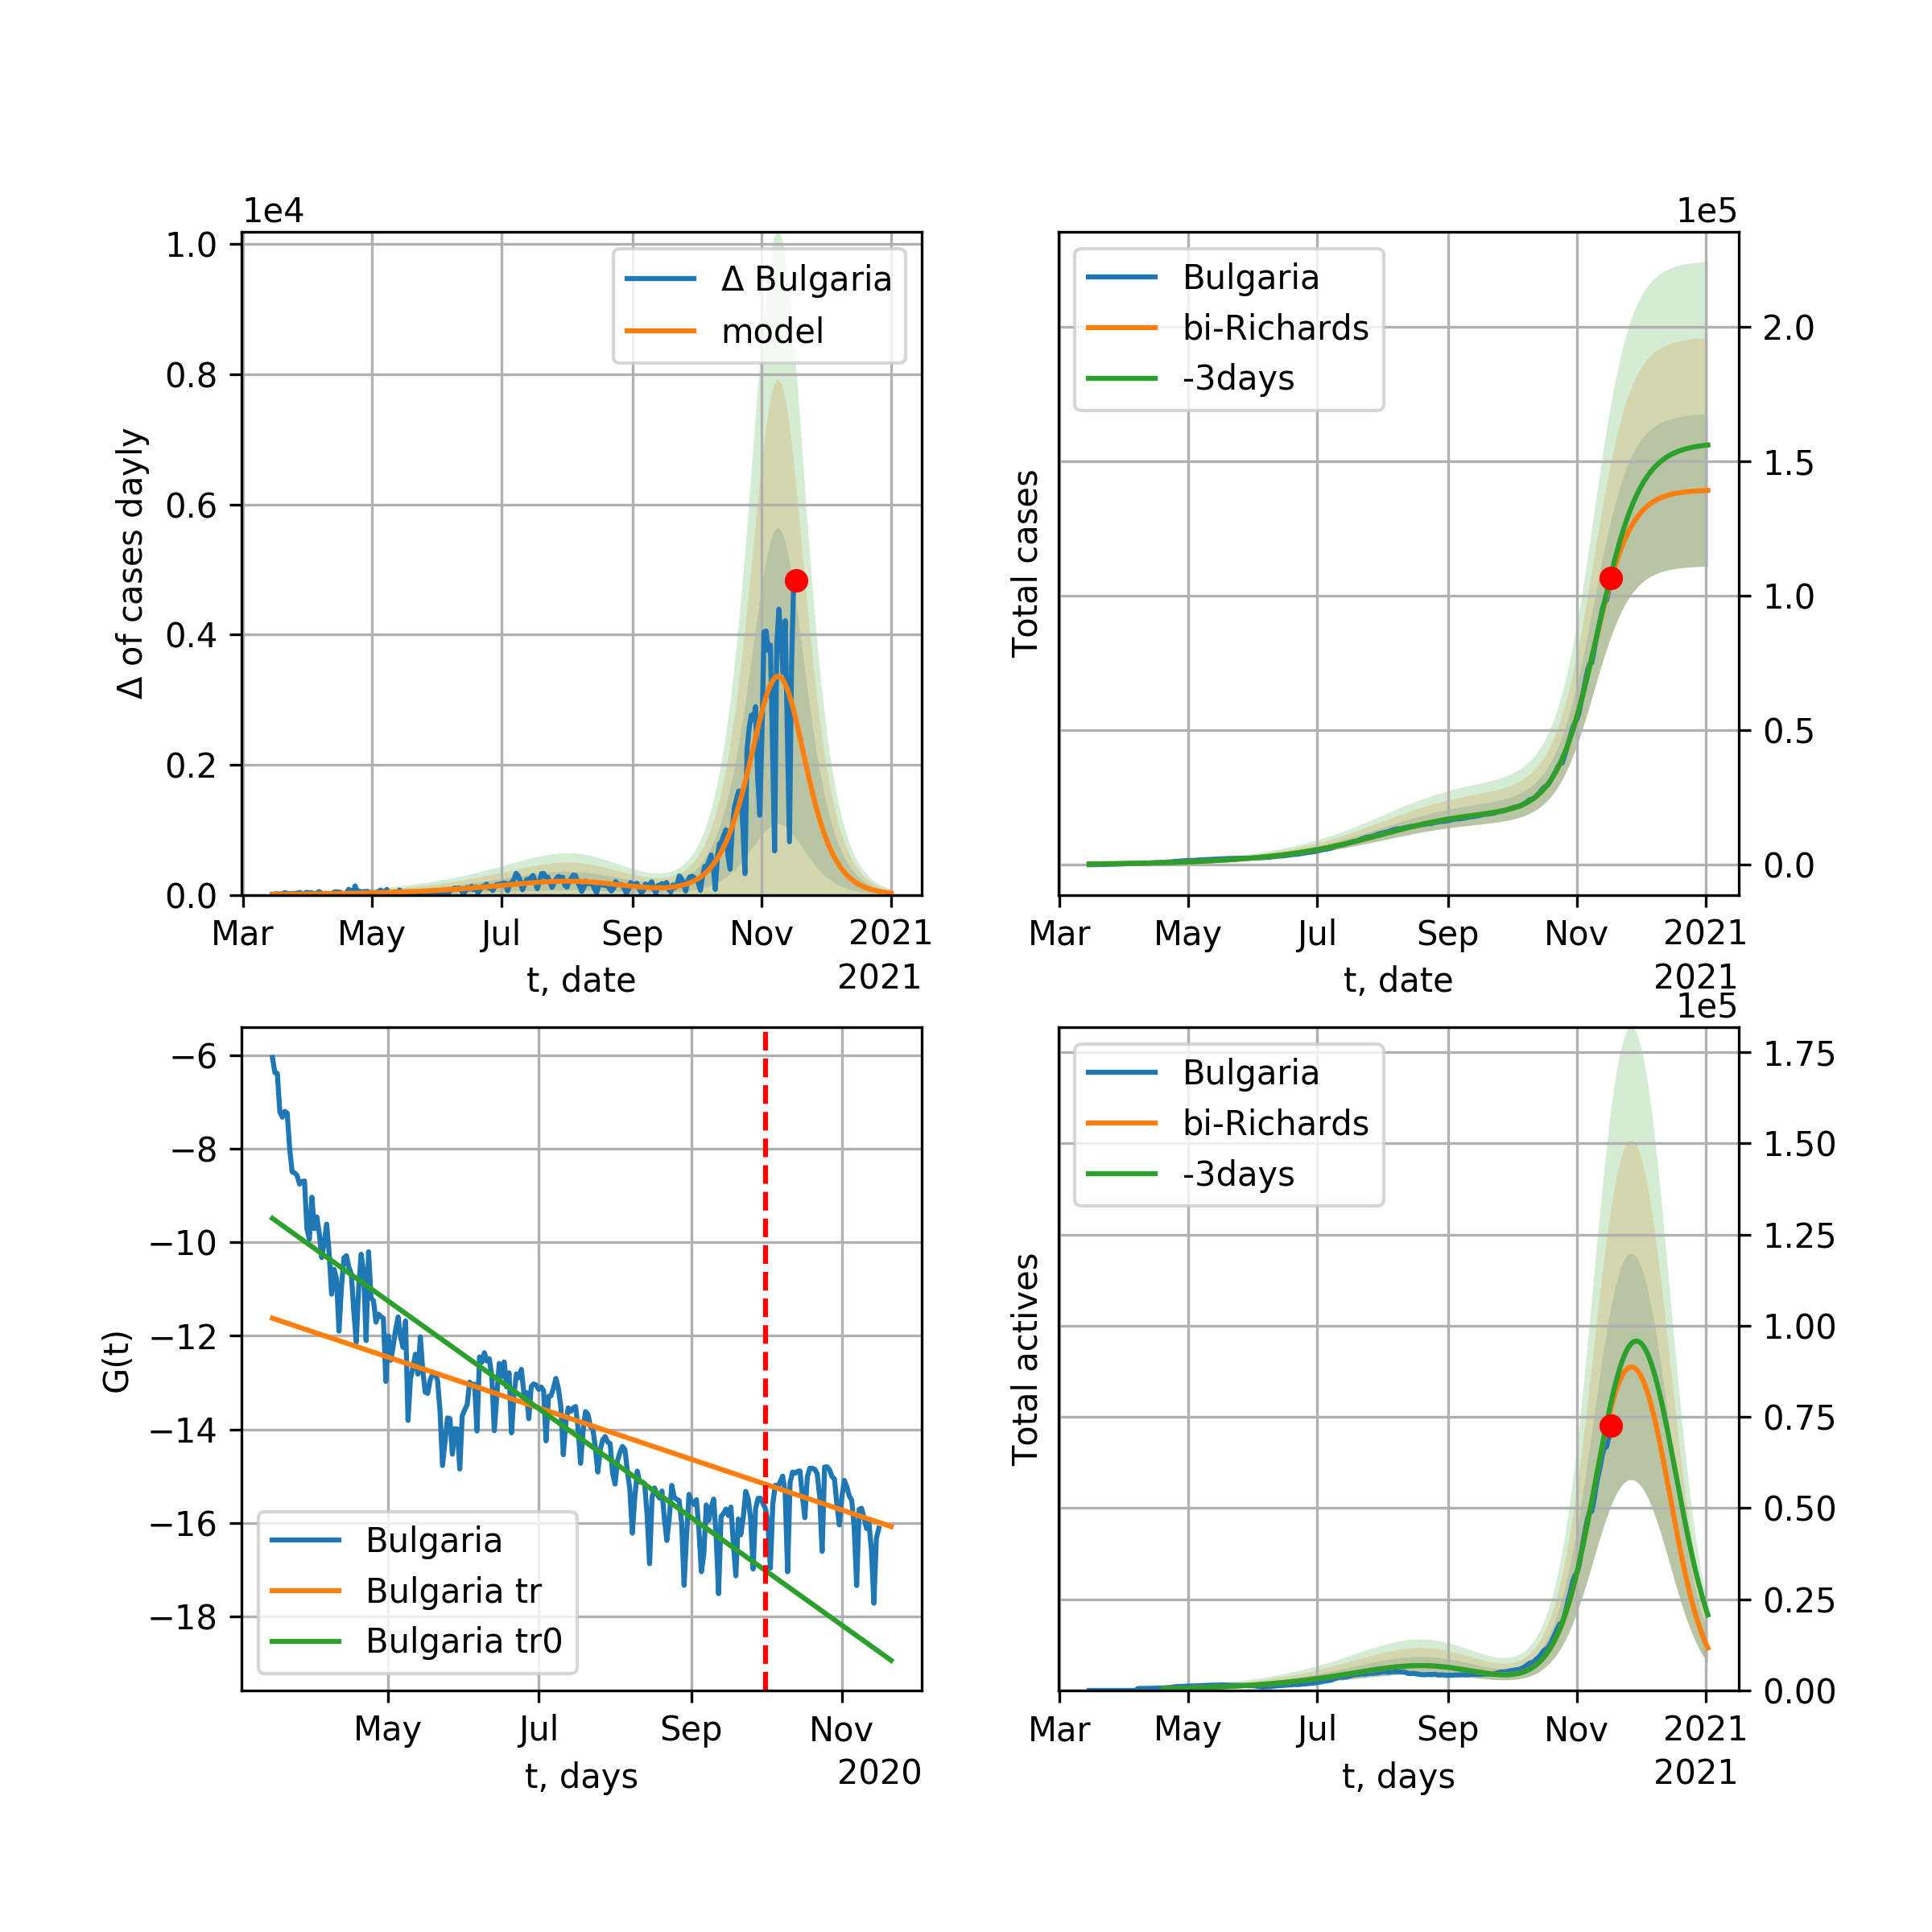 1e4
Δ of cases dayly
1.0
0.8
0.6
0.4
0.2
0.0
Δ Bulgaria
model
Mar May Jul Sep Nov 2021
t, date 2021
1e5
Total cases
Bulgaria
bi-Richards
-3days
2.0
1.5
1.0
0.5
0.0
Mar May Jul Sep Nov 2021
t, date 2021
G(t)
−6
−8
−10
−12
−14
−16
−18
Bulgaria
Bulgaria tr
Bulgaria tr0
May Jul Sep Nov
t, days 2020
1e5
Total actives
Bulgaria
bi-Richards
-3days
1.75
1.50
1.25
1.00
0.75
0.50
0.25
0.00
Mar May Jul Sep Nov 2021
t, days 2021